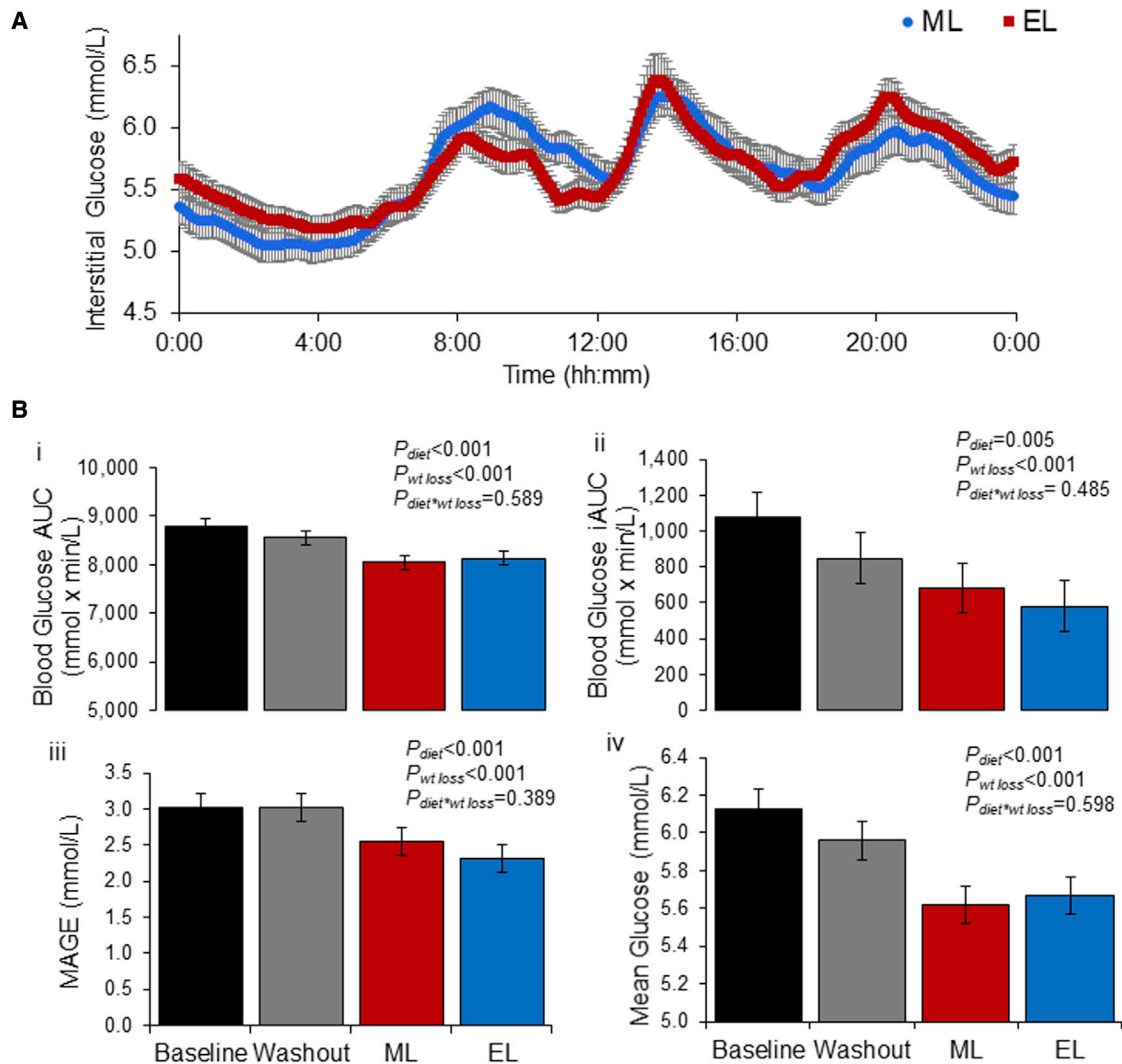 A
ML EL
Interstitial Glucose (mmol/L)
6.5
6.0
5.5
5.0
4.5
0:00 4:00 8:00 12:00 16:00 20:00 0:00
Time (hh:mm)
B
i
Blood Glucose AUC
(mmol x min/L)
10,000
9,000
8,000
7,000
6,000
5,000
Pdiet<0.001
Pwt loss<0.001
Pdiet*wt loss=0.589
ii
Blood Glucose iAUC
(mmol x min/L)
1,400
1,200
1,000
800
600
400
200
0
Pdiet=0.005
Pwt loss<0.001
Pdiet*wt loss= 0.485
iii
MAGE (mmol/L)
3.5
3.0
2.5
2.0
1.5
1.0
0.5
0.0
Pdiet<0.001
Pwt loss<0.001
Pdiet*wt loss=0.389
Baseline Washout ML EL
iv
Mean Glucose (mmol/L)
6.4
6.2
6.0
5.8
5.6
5.4
5.2
5.0
Pdiet<0.001
Pwt loss<0.001
Pdiet*wt loss=0.598
Baseline Washout ML EL